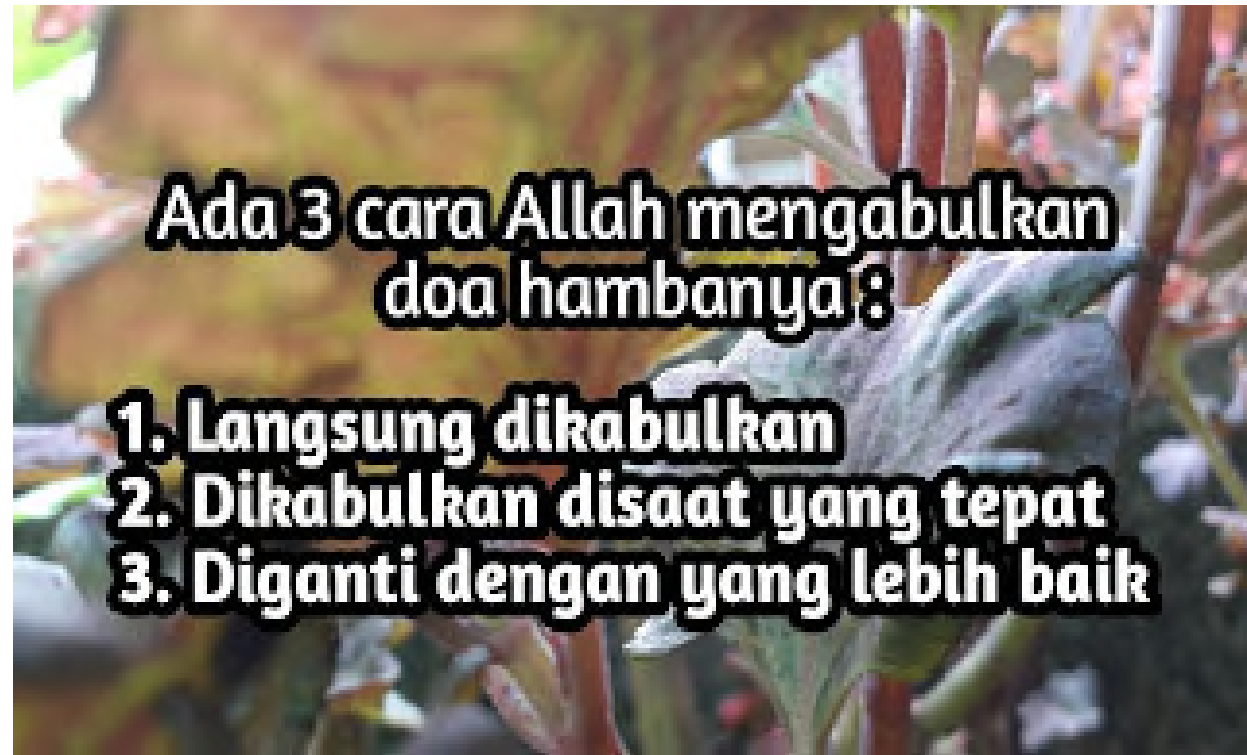 Ada 3 cara Allah mengabulkan
doa hambanya :
1. Langsung dikabulkan
2. Dikabulkan disaat yang tepat
3. Diganti dengan yang lebih baik